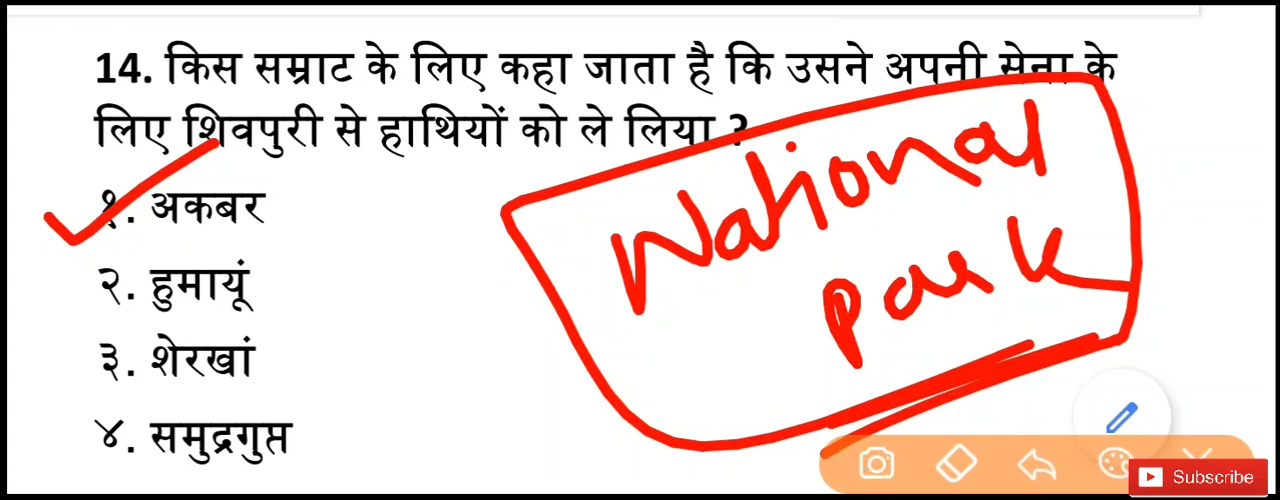 14. किस सम्राट के लिए कहा जाता है कि उसने अपनी सेना के
लिए शिवपुरी से हाथियों को ले लिया ?
१. अकबर
२. हुमायूं
३. शेरखां
४. समुद्रगुप्त
National
park
Subscribe